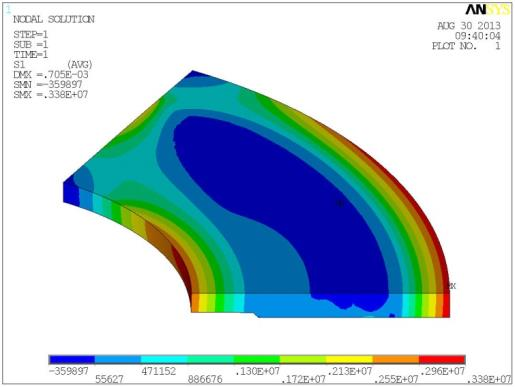 1
NODAL SOLUTION
STEP=1
SUB =1
TIME=1
S1 (AVG)
DMX =.705E-03
SMN =-359897
SMX =.338E+07
ANSYS
AUG 30 2013
09:40:04
PLOT NO. 1
MX
-359897 471152 .130E+07 .213E+07 .296E+07
55627 886676 .172E+07 .255E+07 .338E+07